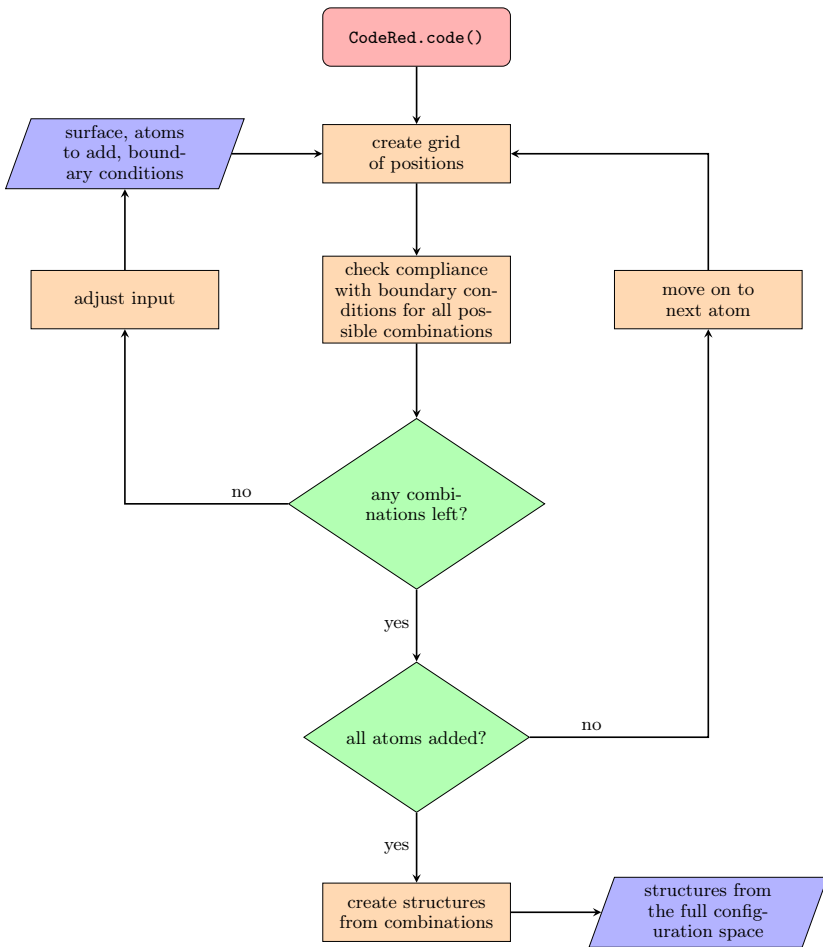 CodeRed.code()
surface, atoms
to add, bound-
ary conditions
create grid
of positions
adjust input
check compliance
with boundary con-
ditions for all pos-
sible combinations
move on to
next atom
no
any combi-
nations left?
yes
all atoms added?
no
yes
create structures
from combinations
structures from
the full config-
uration space